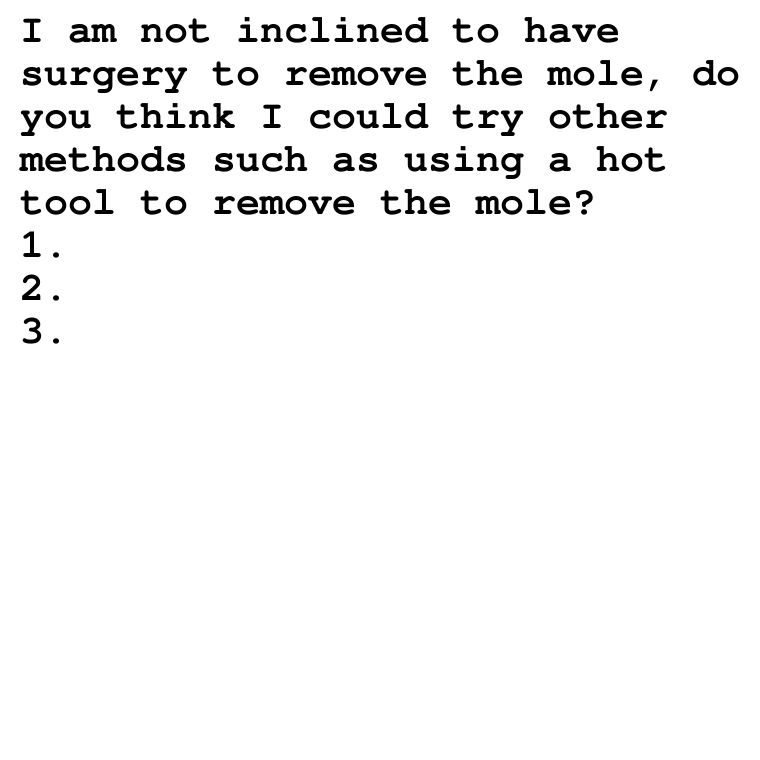 I am not inclined to have
surgery to remove the mole, do
you think I could try other
methods such as using a hot
tool to remove the mole?
1.
2.
3.